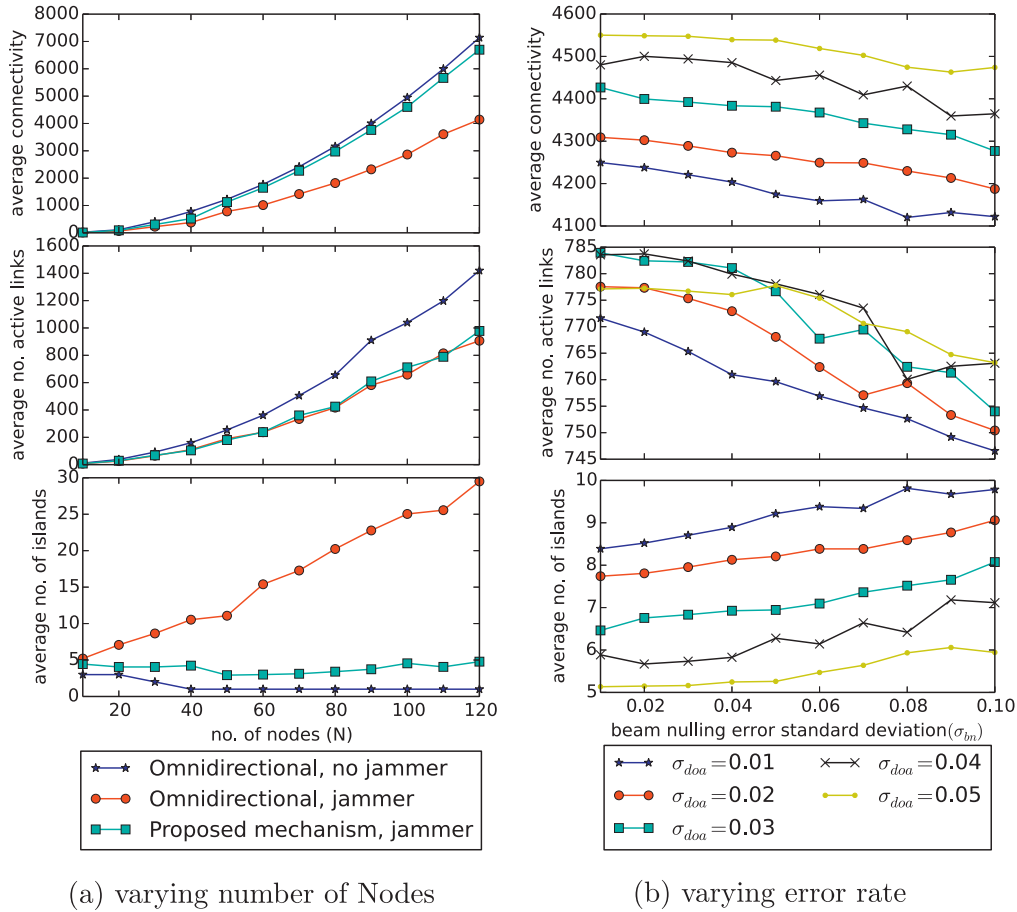 8000
7000
6000
5000
4000
3000
2000
1000
0
average connectivity
1600
1400
1200
1000
800
600
400
200
0
average no. active links
30
25
20
15
10
5
0
average no. of islands
20 40 60 80 100 120
no. of nodes (N)
Omnidirectional, no jammer
Omnidirectional, jammer
Proposed mechanism, jammer
(a) varying number of Nodes
4600
4500
4400
4300
4200
4100
average connectivity
785
780
775
770
765
760
755
750
745
average no. active links
10
9
8
7
6
5
average no. of islands
0.02 0.04 0.06 0.08 0.10
beam nulling error standard deviation(σ_bn)
σ_doa=0.01
σ_doa=0.02
σ_doa=0.03
σ_doa=0.04
σ_doa=0.05
(b) varying error rate